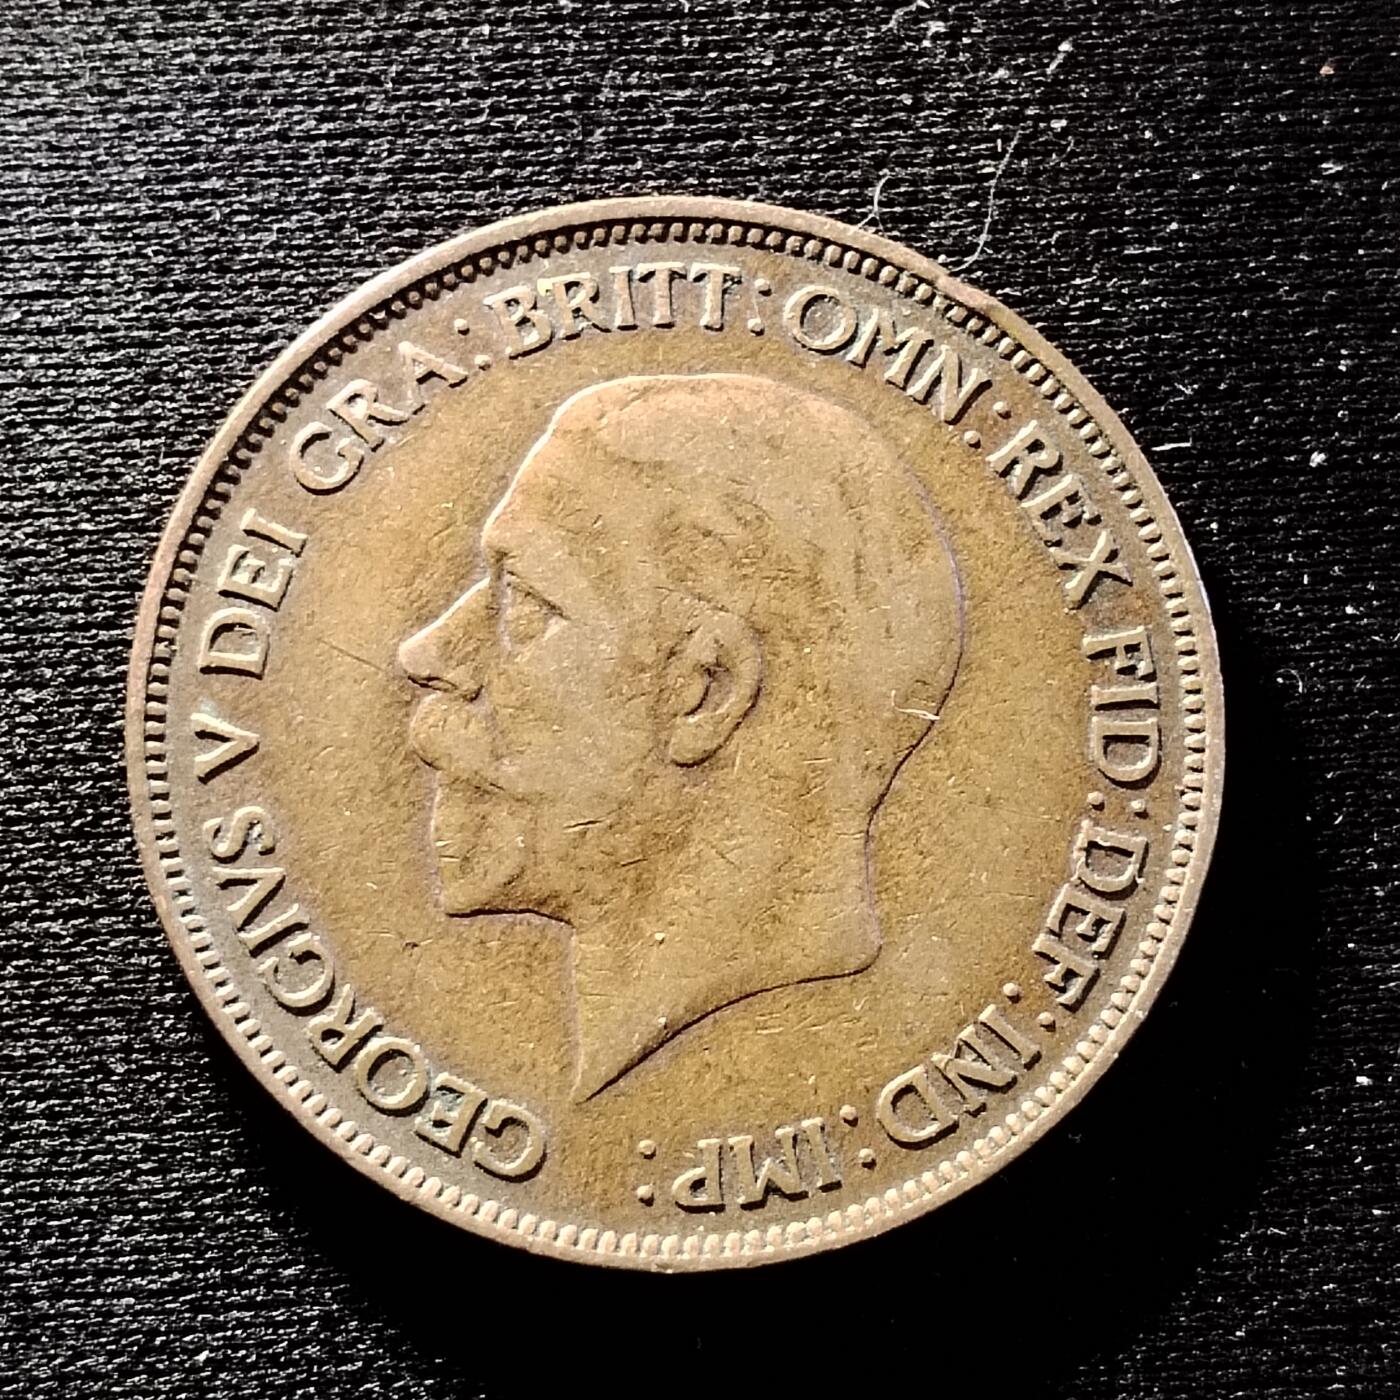 GEORGIVS V DEI GRA: BRITT: OMN: REX FID: DEF: IND: IMP: